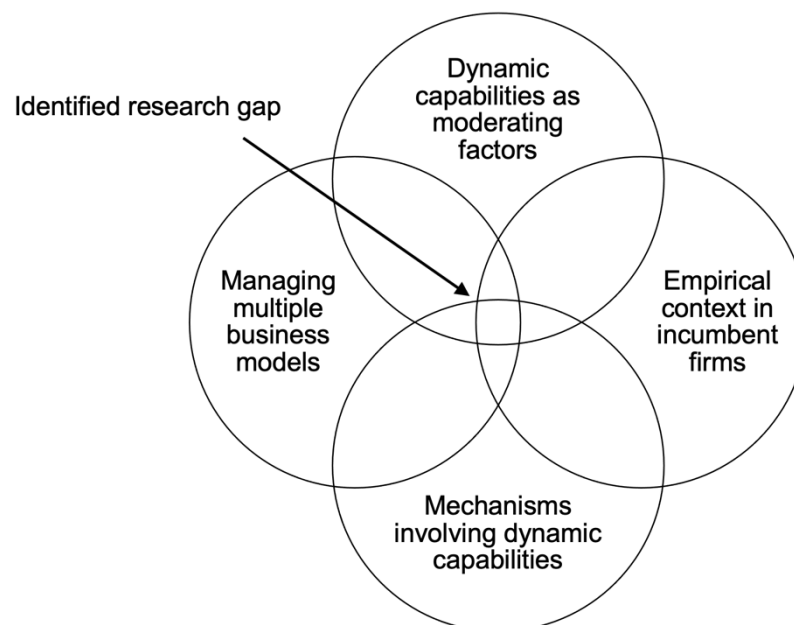 Identified research gap
Dynamic
capabilities as
moderating
factors
Managing
multiple
business
models
Empirical
context in
incumbent
firms
Mechanisms
involving dynamic
capabilities